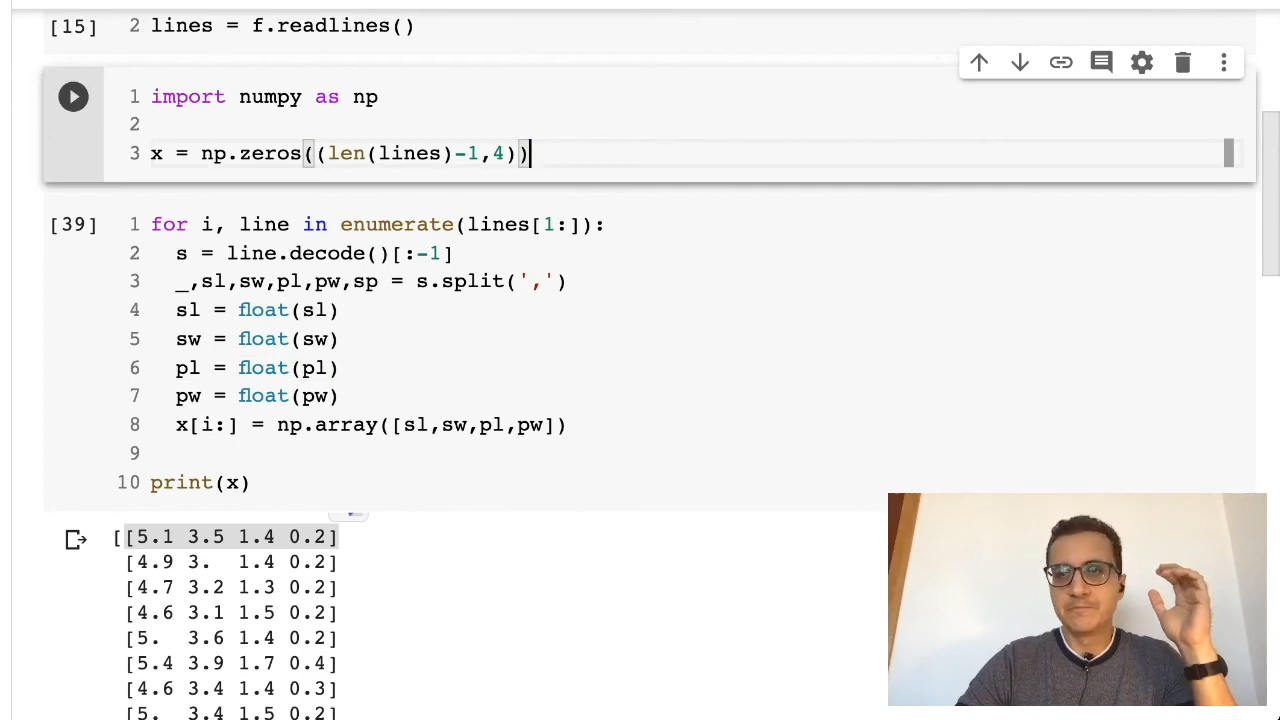 [15] 2 lines = f.readlines()
1 import numpy as np
2
3 x = np.zeros((len(lines)-1,4))
[39] 1 for i, line in enumerate(lines[1:]):
2 s = line.decode()[:-1]
3 _,sl,sw,pl,pw,sp = s.split(',')
4 sl = float(sl)
5 sw = float(sw)
6 pl = float(pl)
7 pw = float(pw)
8 x[i:] = np.array([sl,sw,pl,pw])
9
10 print(x)
[[5.1 3.5 1.4 0.2]
[4.9 3. 1.4 0.2]
[4.7 3.2 1.3 0.2]
[4.6 3.1 1.5 0.2]
[5. 3.6 1.4 0.2]
[5.4 3.9 1.7 0.4]
[4.6 3.4 1.4 0.3]
[5. 3.4 1.5 0.2]